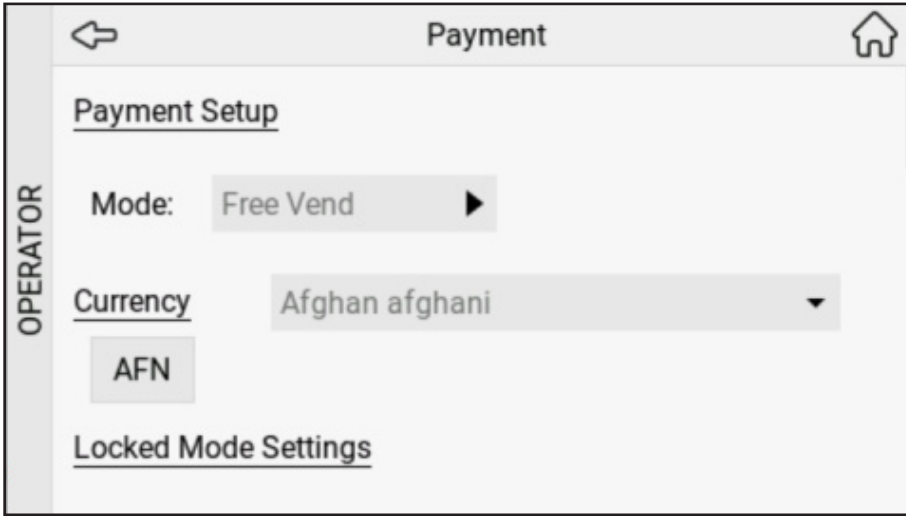 Payment
Payment Setup
Mode: Free Vend
OPERATOR
Currency Afghan afghani
AFN
Locked Mode Settings